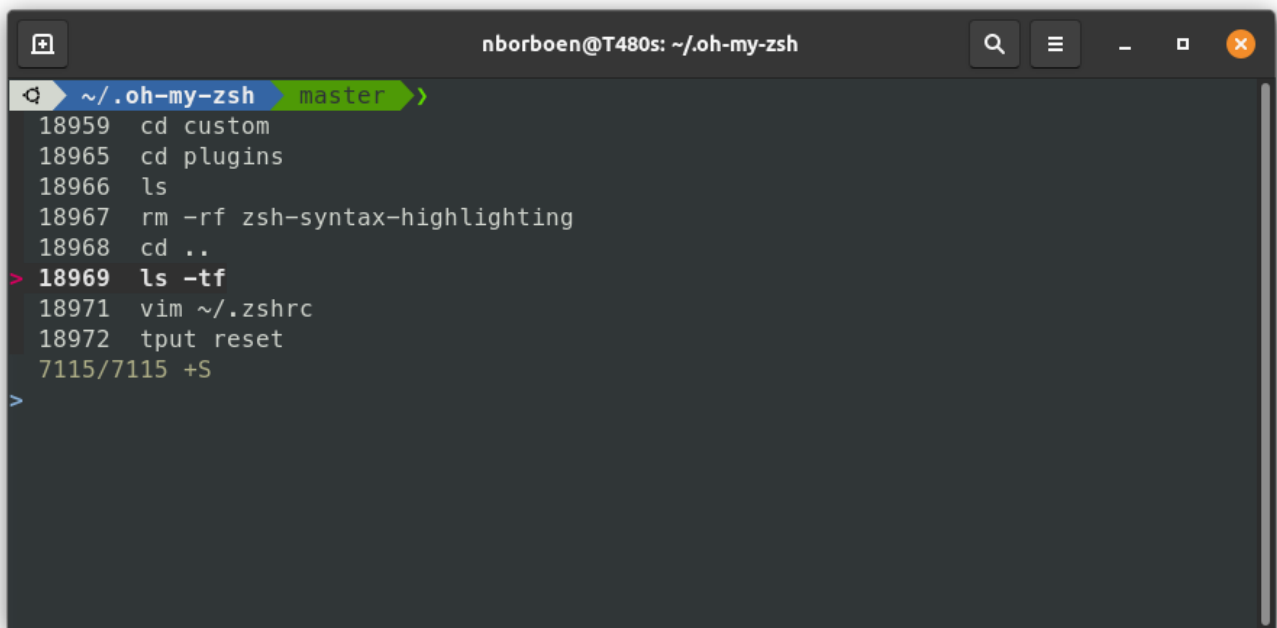 nborboen@T480s: ~/.oh-my-zsh
~/.oh-my-zsh master ❯
18959 cd custom
18965 cd plugins
18966 ls
18967 rm -rf zsh-syntax-highlighting
18968 cd ..
> 18969 ls -tf
18971 vim ~/.zshrc
18972 tput reset
7115/7115 +S
>